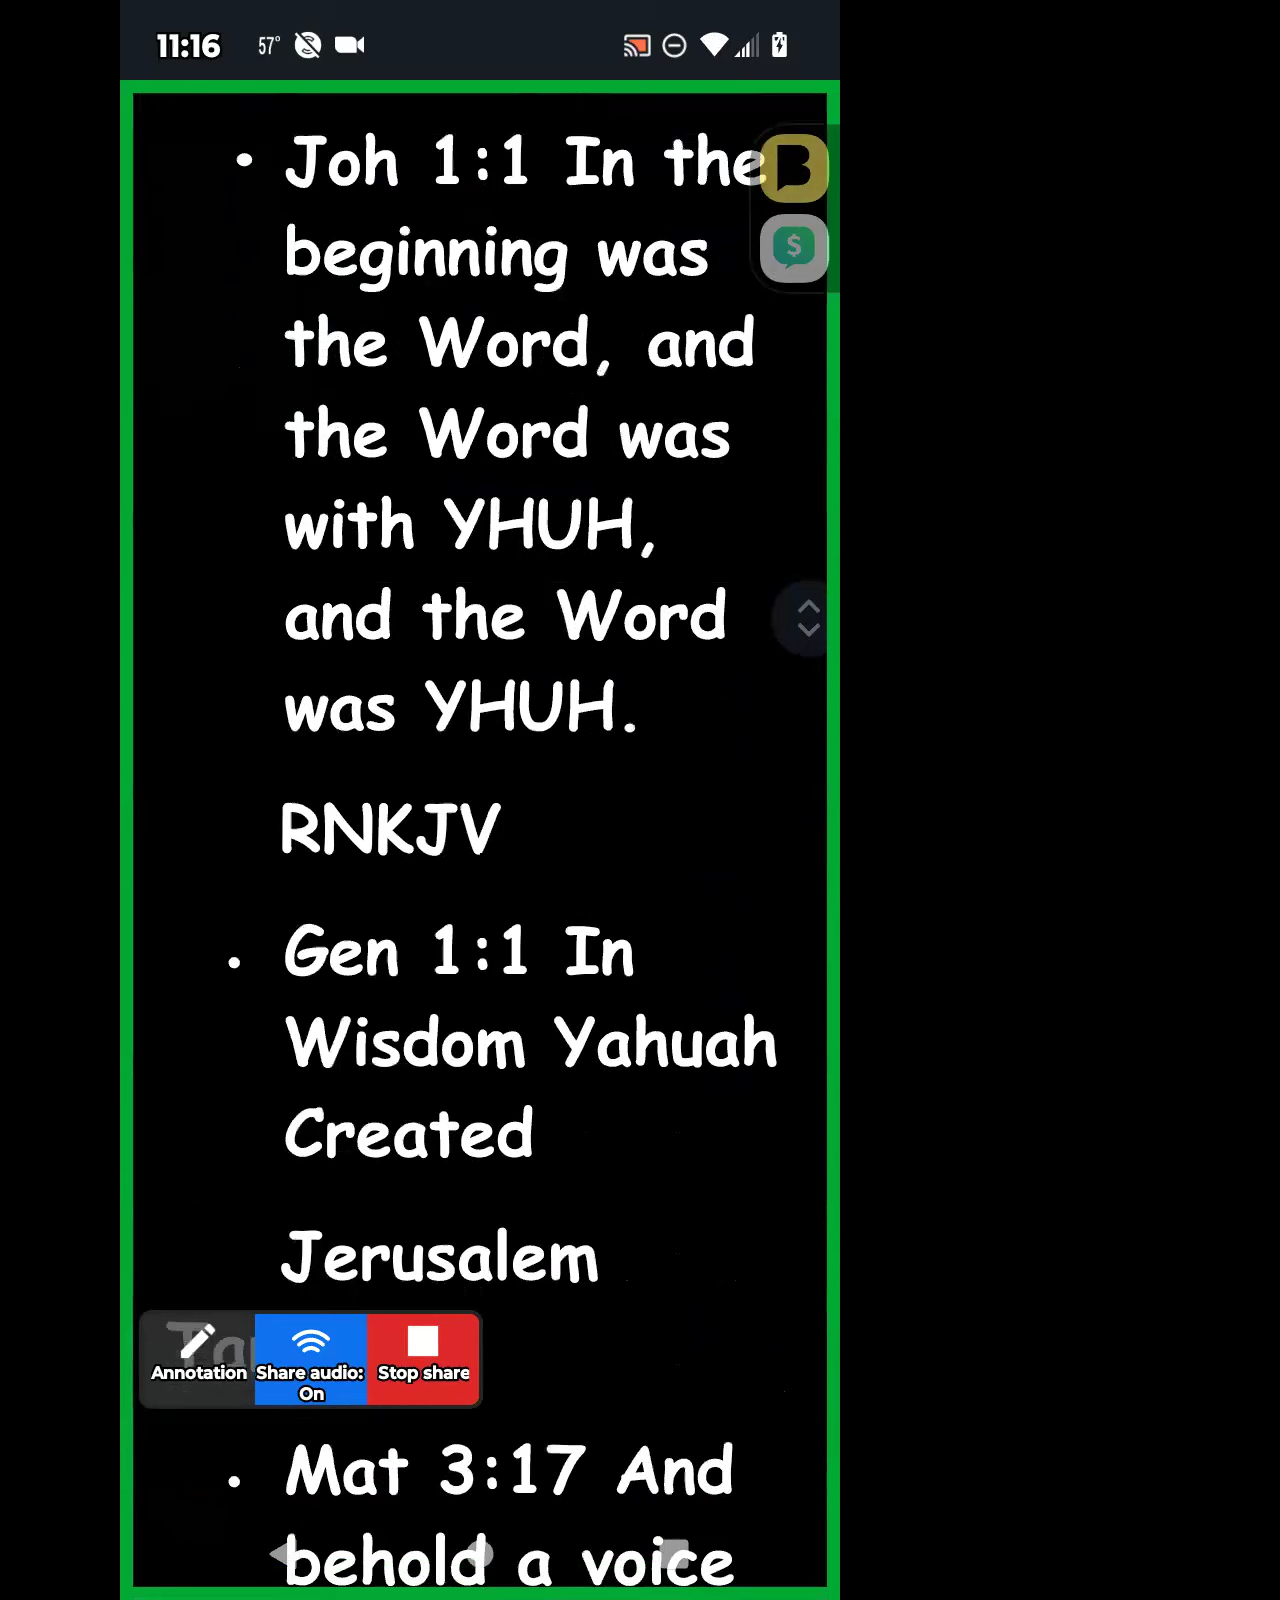 11:16 57°
• Joh 1:1 In the
beginning was
the Word, and
the Word was
with YHUH,
and the Word
was YHUH.
RNKJV
• Gen 1:1 In
Wisdom Yahuah
Created
Jerusalem
Annotation Share audio: Stop share
On
• Mat 3:17 And
behold a voice